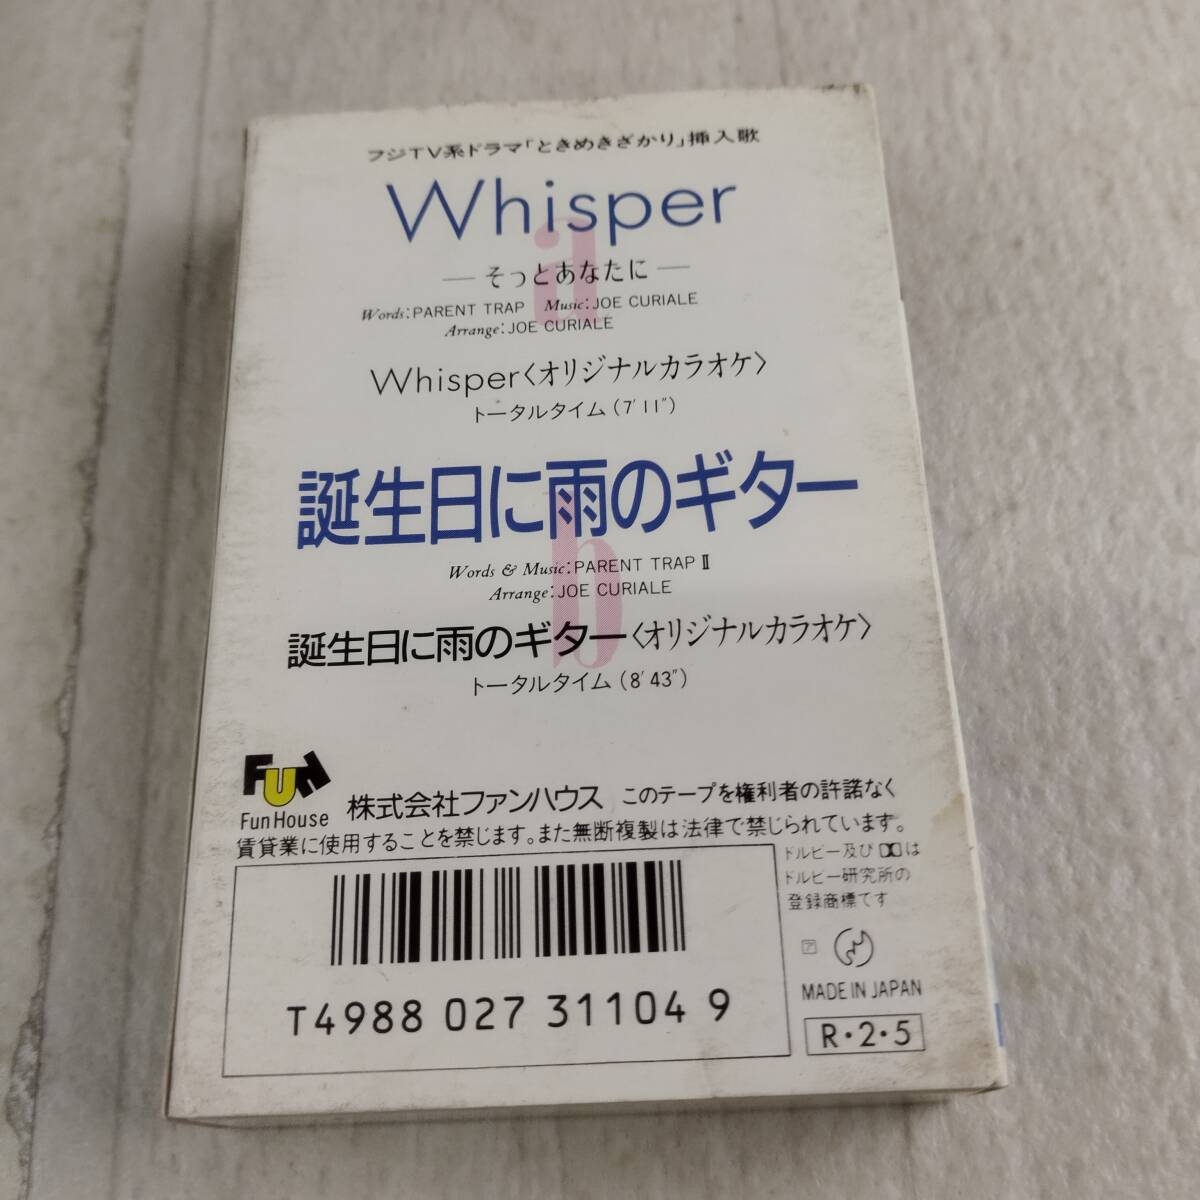 フジTV系ドラマ「ときめきざかり」挿入歌
Whisper
a
―そっとあなたに―
Words:PARENT TRAP Music:JOE CURIALE
Arrange:JOE CURIALE
Whisper〈オリジナルカラオケ〉
トータルタイム(7'11")
誕生日に雨のギター
b
Words & Music:PARENT TRAP II
Arrange:JOE CURIALE
誕生日に雨のギター〈オリジナルカラオケ〉
トータルタイム(8'43")
Fun
Fun House
株式会社ファンハウス このテープを権利者の許諾なく
賃貸業に使用することを禁じます。また無断複製は法律で禁じられています。
ドルビー及び は
ドルビー研究所の
登録商標です
ア
MADE IN JAPAN
R・2・5
T4988 027 31104 9